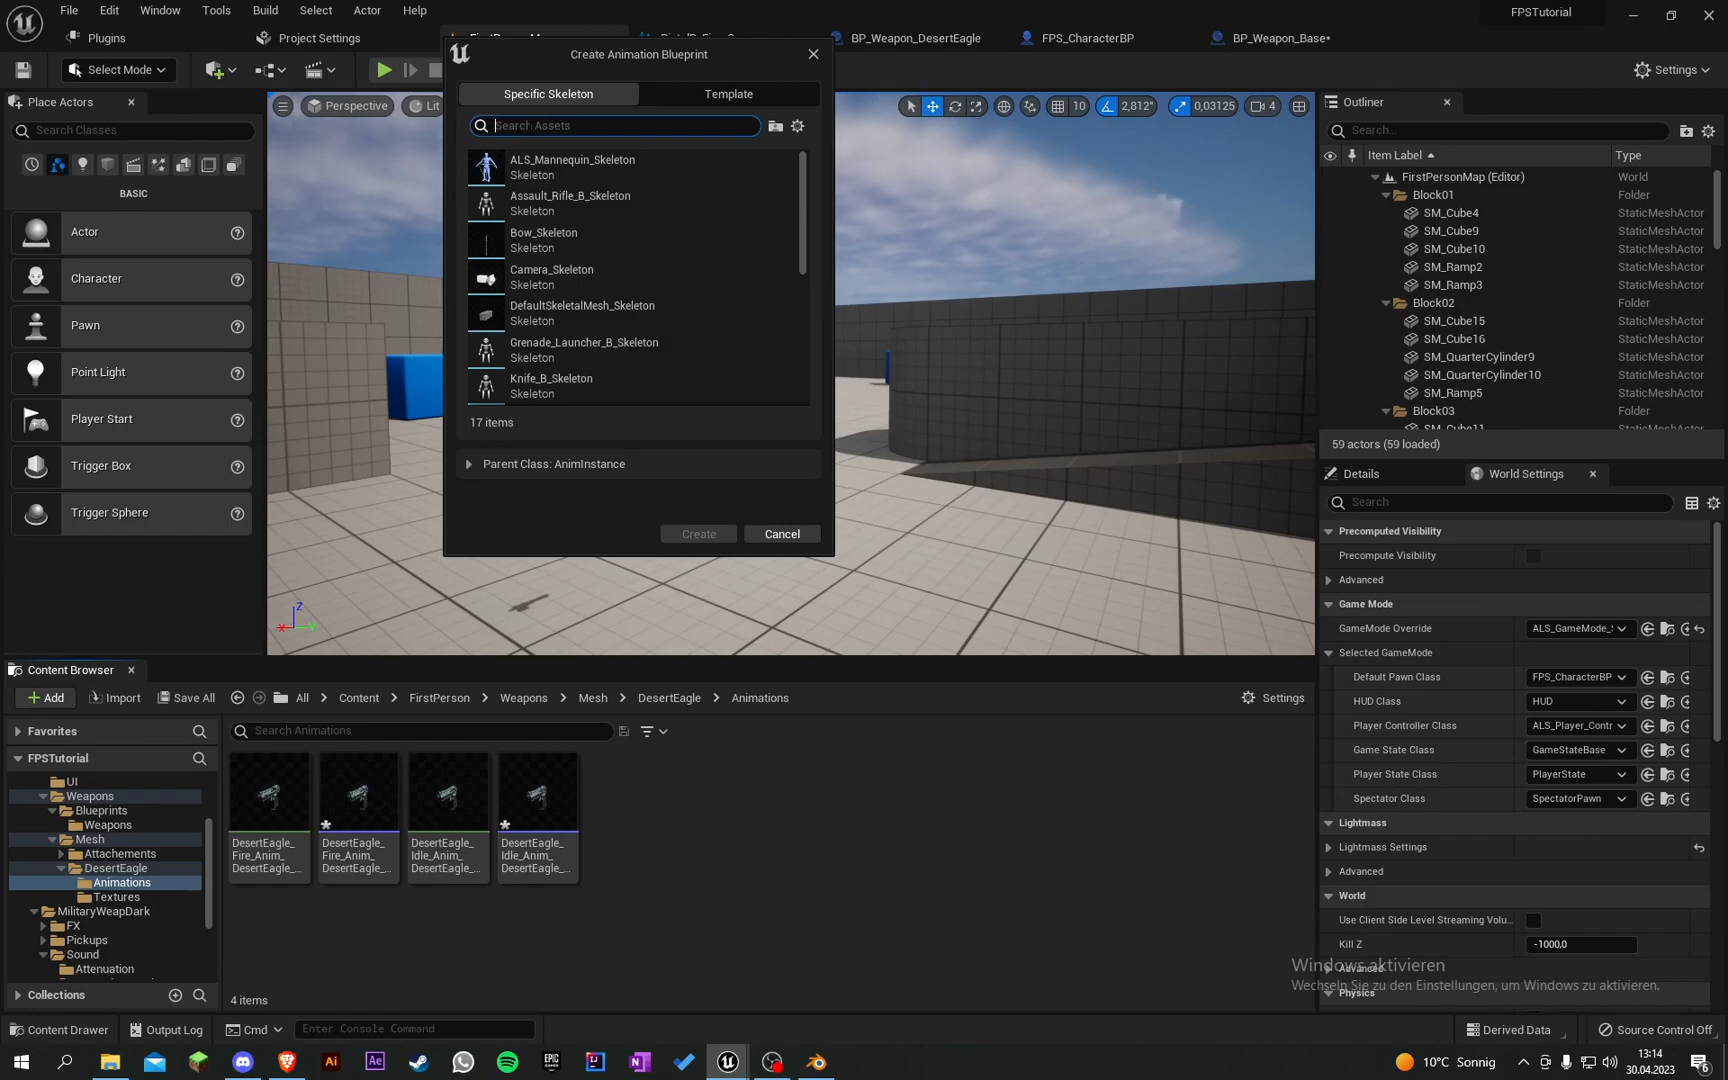 File Edit Window Tools Build Select Actor Help
FPSTutorial
Plugins
Project Settings
BP_Weapon_DesertEagle
FPS_CharacterBP
BP_Weapon_Base*
Select Mode
Settings
Create Animation Blueprint
Specific Skeleton
Template
Search Assets
ALS_Mannequin_Skeleton
Skeleton
Assault_Rifle_B_Skeleton
Skeleton
Bow_Skeleton
Skeleton
Camera_Skeleton
Skeleton
DefaultSkeletalMesh_Skeleton
Skeleton
Grenade_Launcher_B_Skeleton
Skeleton
Knife_B_Skeleton
Skeleton
17 items
Parent Class: AnimInstance
Create
Cancel
Place Actors
Search Classes
BASIC
Actor
Character
Pawn
Point Light
Player Start
Trigger Box
Trigger Sphere
Perspective
Lit
10
2,812°
0,03125
4
Z
X
Y
Outliner
Search...
Item Label
Type
FirstPersonMap (Editor) World
Block01 Folder
SM_Cube4 StaticMeshActor
SM_Cube9 StaticMeshActor
SM_Cube10 StaticMeshActor
SM_Ramp2 StaticMeshActor
SM_Ramp3 StaticMeshActor
Block02 Folder
SM_Cube15 StaticMeshActor
SM_Cube16 StaticMeshActor
SM_QuarterCylinder9 StaticMeshActor
SM_QuarterCylinder10 StaticMeshActor
SM_Ramp5 StaticMeshActor
Block03 Folder
SM_Cube11 StaticMeshActor
59 actors (59 loaded)
Details
World Settings
Search
Precomputed Visibility
Precompute Visibility
Advanced
Game Mode
GameMode Override ALS_GameMode_
Selected GameMode
Default Pawn Class FPS_CharacterBP
HUD Class HUD
Player Controller Class ALS_Player_Contr
Game State Class GameStateBase
Player State Class PlayerState
Spectator Class SpectatorPawn
Lightmass
Lightmass Settings
Advanced
World
Use Client Side Level Streaming Volu...
Kill Z -1000,0
Advanced
Physics
Windows aktivieren
Wechseln Sie zu den Einstellungen, um Windows zu aktivieren.
Content Browser
Add
Import
Save All
All
Content
FirstPerson
Weapons
Mesh
DesertEagle
Animations
Settings
Favorites
FPSTutorial
UI
Weapons
Blueprints
Weapons
Mesh
Attachements
DesertEagle
Animations
Textures
MilitaryWeapDark
FX
Pickups
Sound
Attenuation
Collections
Search Animations
DesertEagle_
Fire_Anim_
DesertEagle_...
DesertEagle_
Fire_Anim_
DesertEagle_...
DesertEagle_
Idle_Anim_
DesertEagle_...
DesertEagle_
Idle_Anim_
DesertEagle_...
4 items
Content Drawer
Output Log
Cmd
Enter Console Command
Derived Data
Source Control Off
Ai
Ae
EPIC
GAMES
IJ
N
10°C Sonnig
13:14
30.04.2023
6